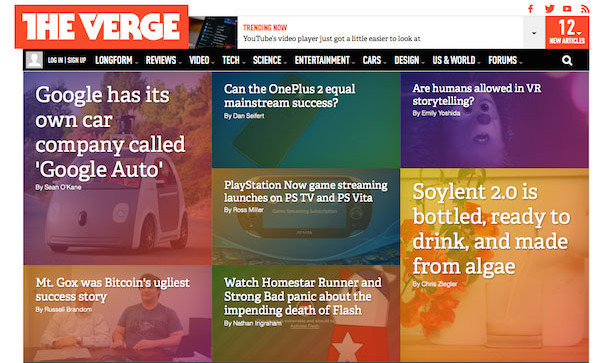 THE VERGE
TRENDING NOW
YouTube's video player just got a little easier to look at
12
NEW ARTICLES
LOG IN | SIGN UP
LONGFORM
REVIEWS
VIDEO
TECH
SCIENCE
ENTERTAINMENT
CARS
DESIGN
US & WORLD
FORUMS
Google has its
own car
company called
'Google Auto'
By Sean O'Kane
Can the OnePlus 2 equal
mainstream success?
By Dan Seifert
Are humans allowed in VR
storytelling?
By Emily Yoshida
PlayStation Now game streaming
launches on PS TV and PS Vita
By Ross Miller
Soylent 2.0 is
bottled, ready to
drink, and made
from algae
By Chris Ziegler
Mt. Gox was Bitcoin's ugliest
success story
By Russell Brandom
Watch Homestar Runner and
Strong Bad panic about the
impending death of Flash
By Nathan Ingraham